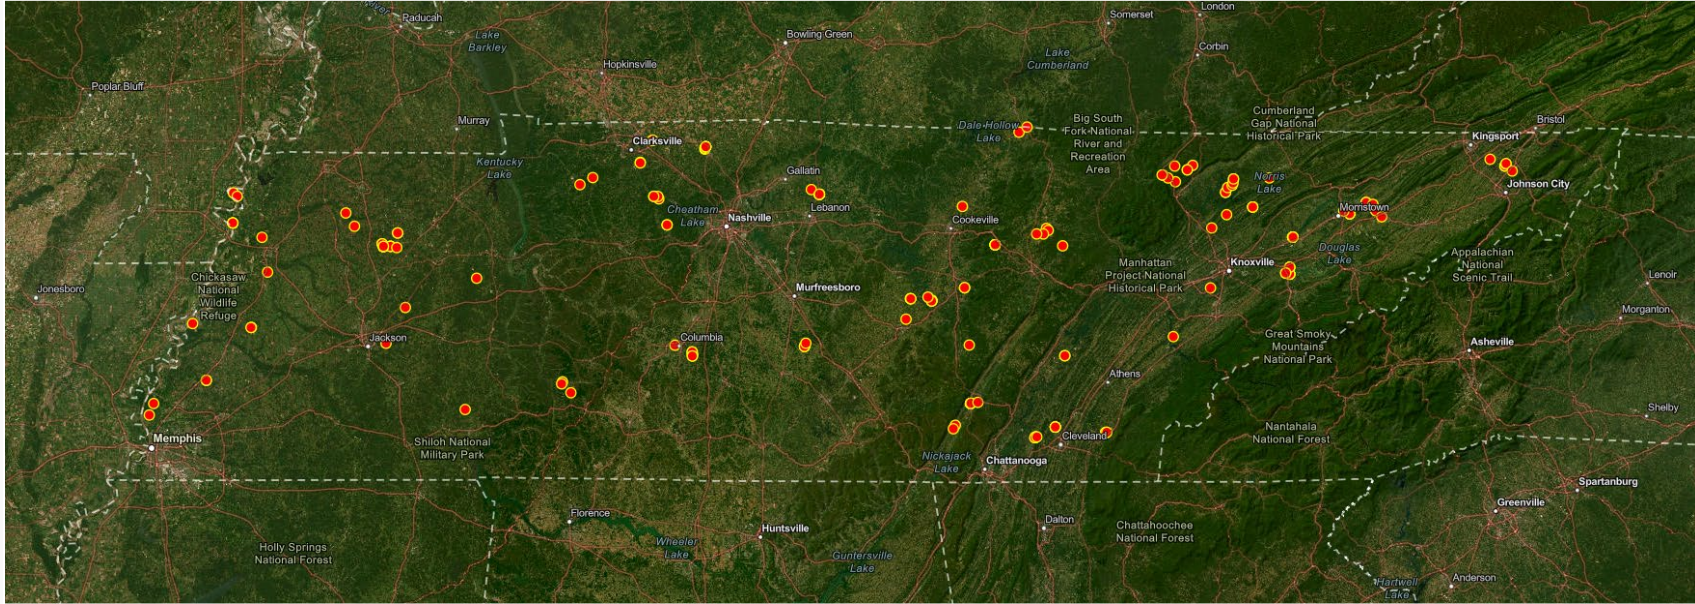 River
Paducah
Lake
Barkley
Bowling Green
Somerset
London
Corbin
Lake
Cumberland
Hopkinsville
Poplar Bluff
Murray
Kentucky
Lake
Clarksville
Dale Hollow
Lake
Big South
Fork National
River and
Recreation
Area
Cumberland
Gap National
Historical Park
Bristol
Kingsport
Johnson City
Norris
Lake
Gallatin
Lebanon
Cheatham
Lake
Nashville
Cookeville
Morristown
Douglas
Lake
Appalachian
National
Scenic Trail
Lenoir
Knoxville
Manhattan
Project National
Historical Park
Murfreesboro
Chickasaw
National
Wildlife
Refuge
Jonesboro
Morganton
Great Smoky
Mountains
National Park
Asheville
Jackson
Columbia
Athens
Shelby
Memphis
Shiloh National
Military Park
Nantahala
National Forest
Cleveland
Nickajack
Lake
Chattanooga
Spartanburg
Greenville
Florence
Huntsville
Dalton
Chattahoochee
National Forest
Holly Springs
National Forest
Wheeler
Lake
Guntersville
Lake
Anderson
Hartwell
Lake